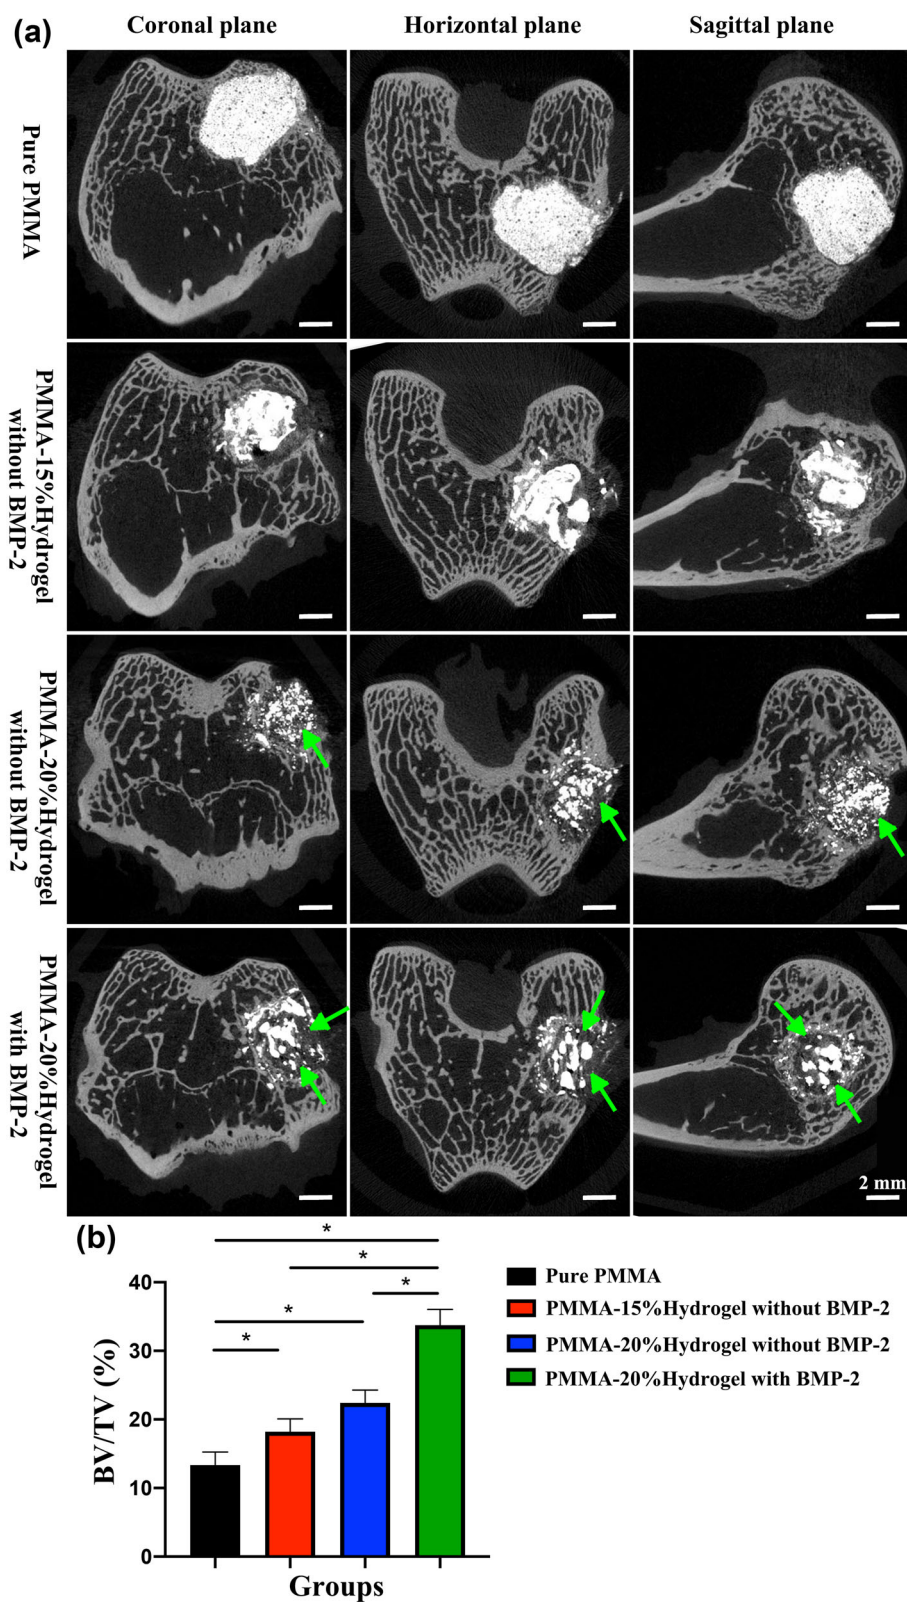 (a)
Coronal plane
Horizontal plane
Sagittal plane
Pure PMMA
PMMA-15%Hydrogel
without BMP-2
PMMA-20%Hydrogel
without BMP-2
PMMA-20%Hydrogel
with BMP-2
2 mm
(b)
*
*
*
*
*
40
30
20
10
0
BV/TV (%)
Groups
Pure PMMA
PMMA-15%Hydrogel without BMP-2
PMMA-20%Hydrogel without BMP-2
PMMA-20%Hydrogel with BMP-2